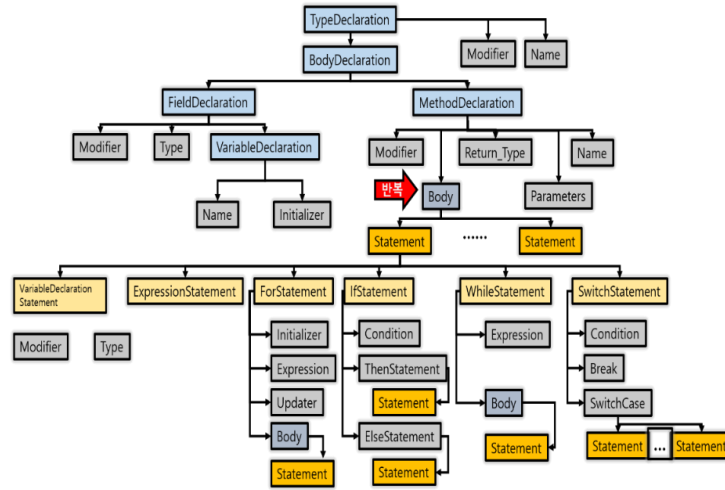 TypeDeclaration
Modifier
Name
BodyDeclaration
FieldDeclaration
MethodDeclaration
Modifier
Type
VariableDeclaration
Modifier
Return_Type
Name
반복
Body
Parameters
Name
Initializer
Statement
......
Statement
VariableDeclaration
Statement
ExpressionStatement
ForStatement
IfStatement
WhileStatement
SwitchStatement
Modifier
Type
Initializer
Condition
Expression
Condition
Expression
ThenStatement
Break
Updater
Statement
Body
SwitchCase
Body
ElseStatement
Statement
Statement
...
Statement
Statement
Statement